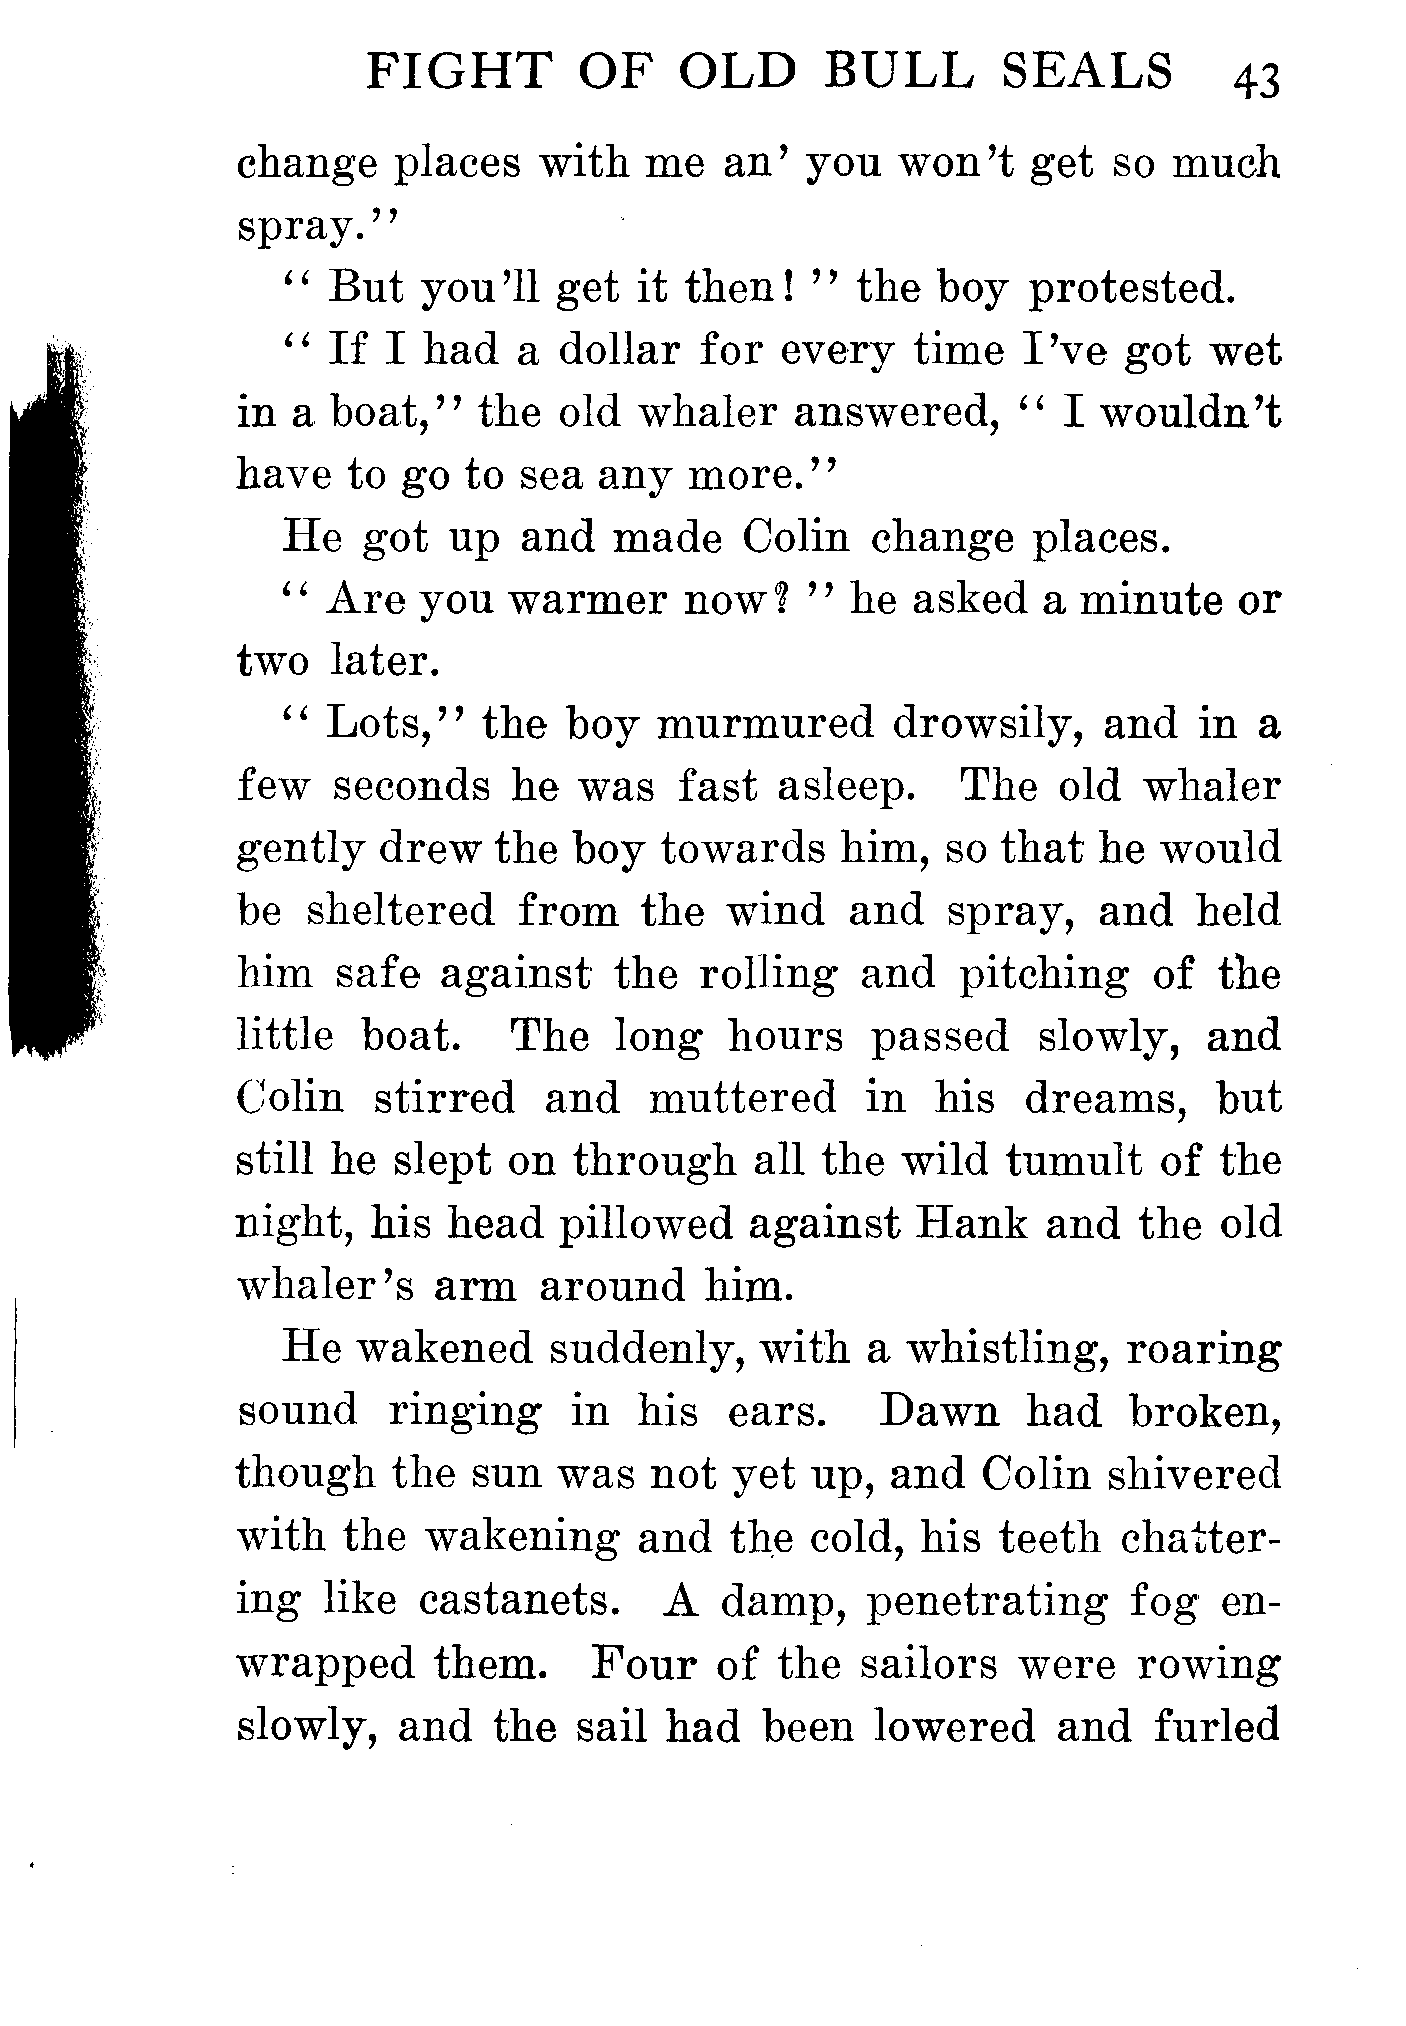 FIGHT OF OLD BULL SEALS 43
change places with me an' you won't get so much
spray."
" But you'll get it then! " the boy protested.
" If I had a dollar for every time I've got wet
in a boat," the old whaler answered, " I wouldn't
have to go to sea any more."
He got up and made Colin change places.
" Are you warmer now? " he asked a minute or
two later.
" Lots," the boy murmured drowsily, and in a
few seconds he was fast asleep. The old whaler
gently drew the boy towards him, so that he would
be sheltered from the wind and spray, and held
him safe against the rolling and pitching of the
little boat. The long hours passed slowly, and
Colin stirred and muttered in his dreams, but
still he slept on through all the wild tumult of the
night, his head pillowed against Hank and the old
whaler's arm around him.
He wakened suddenly, with a whistling, roaring
sound ringing in his ears. Dawn had broken,
though the sun was not yet up, and Colin shivered
with the wakening and the cold, his teeth chatter-
ing like castanets. A damp, penetrating fog en-
wrapped them. Four of the sailors were rowing
slowly, and the sail had been lowered and furled